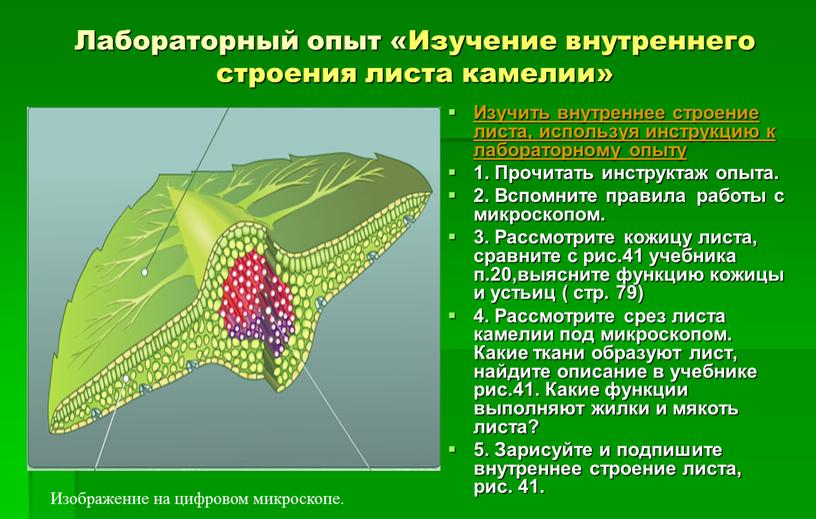 Лабораторный опыт «Изучение внутреннего
строения листа камелии»
Изучить внутреннее строение
листа, используя инструкцию к
лабораторному опыту
1. Прочитать инструктаж опыта.
2. Вспомните правила работы с
микроскопом.
3. Рассмотрите кожицу листа,
сравните с рис.41 учебника
п.20,выясните функцию кожицы
и устьиц ( стр. 79)
4. Рассмотрите срез листа
камелии под микроскопом.
Какие ткани образуют лист,
найдите описание в учебнике
рис.41. Какие функции
выполняют жилки и мякоть
листа?
5. Зарисуйте и подпишите
внутреннее строение листа,
рис. 41.
Изображение на цифровом микроскопе.